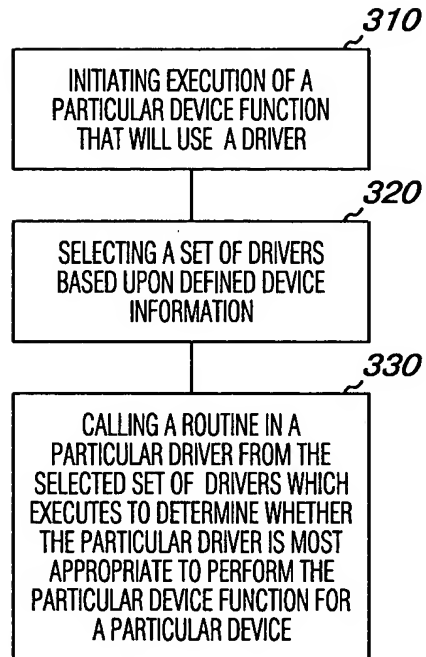 310
INITIATING EXECUTION OF A
PARTICULAR DEVICE FUNCTION
THAT WILL USE A DRIVER
320
SELECTING A SET OF DRIVERS
BASED UPON DEFINED DEVICE
INFORMATION
330
CALLING A ROUTINE IN A
PARTICULAR DRIVER FROM THE
SELECTED SET OF DRIVERS WHICH
EXECUTES TO DETERMINE WHETHER
THE PARTICULAR DRIVER IS MOST
APPROPRIATE TO PERFORM THE
PARTICULAR DEVICE FUNCTION FOR
A PARTICULAR DEVICE